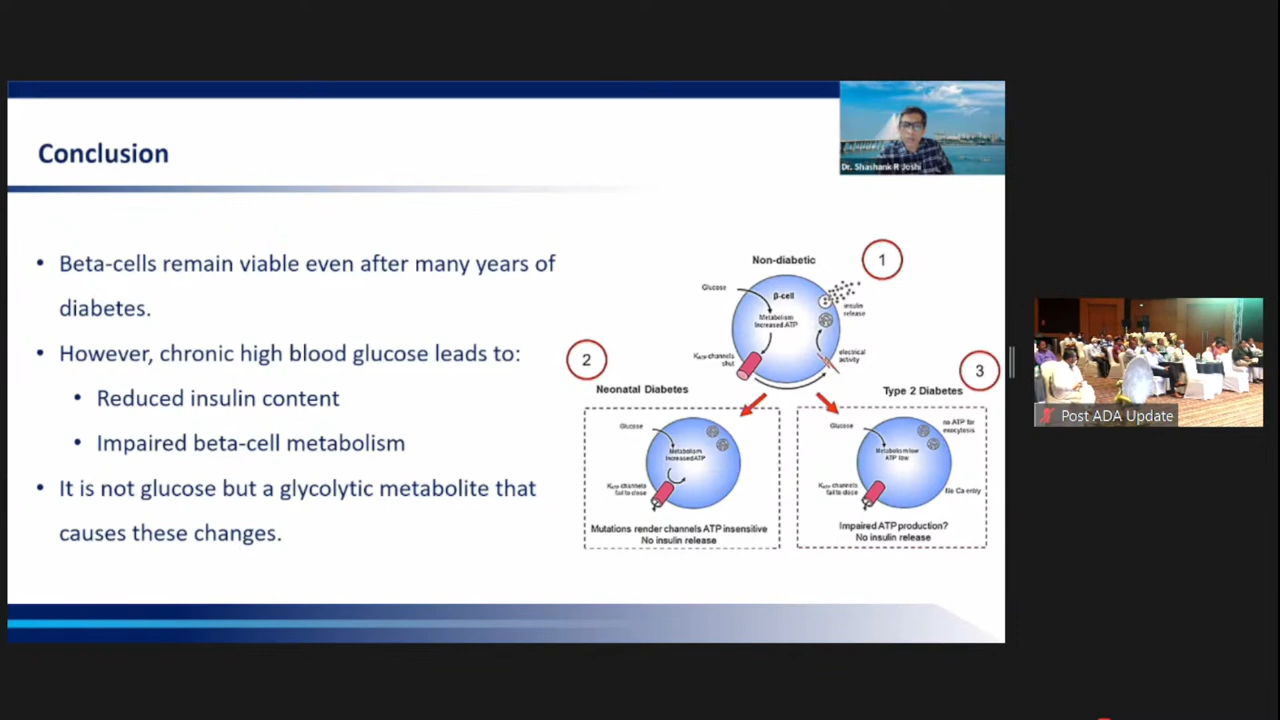 Conclusion
Dr. Shashank R Joshi
Beta-cells remain viable even after many years of
diabetes.
However, chronic high blood glucose leads to:
Reduced insulin content
Impaired beta-cell metabolism
It is not glucose but a glycolytic metabolite that
causes these changes.
Non-diabetic
1
Glucose
β-cell
Metabolism
Increased ATP
insulin
release
KATP channels
shut
electrical
activity
2
Neonatal Diabetes
Glucose
Metabolism
Increased ATP
KATP channels
fail to close
Mutations render channels ATP insensitive
No insulin release
3
Type 2 Diabetes
Glucose
no ATP for
exocytosis
Metabolism low
ATP low
KATP channels
fail to close
No Ca entry
Impaired ATP production?
No insulin release
Post ADA Update